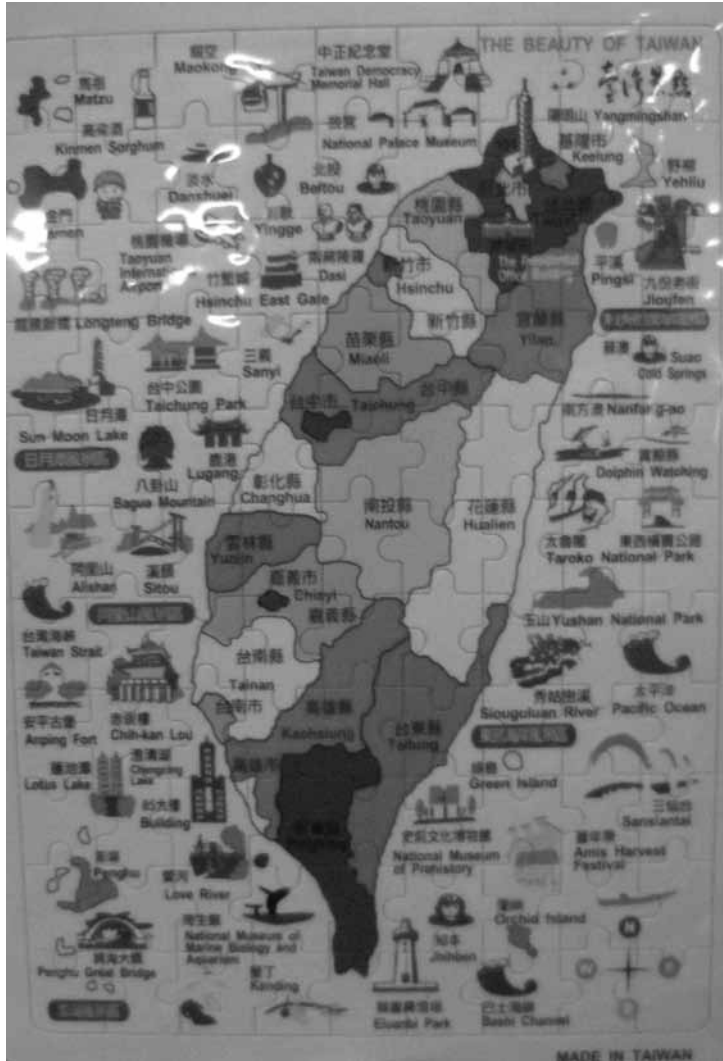 THE BEAUTY OF TAIWAN
馬祖
Matzu
貓空
Maokong
中正紀念堂
Taiwan Democracy
Memorial Hall
陽明山 Yangmingshan
高粱酒
Kinmen Sorghum
故宮
National Palace Museum
基隆市
Keelung
野柳
Yehliu
金門
淡水
Danshuei
北投
Beitou
Yingge
桃園縣
Taoyuan
桃園機場
Taoyuan
International
Airport
Dasi
竹塹城
Hsinchu East Gate
新竹市
Hsinchu
新竹縣
平溪
Pingsi
九份老街
Jioufen
龍騰斷橋 Longteng Bridge
宜蘭縣
Yilan
苗栗縣
Miaoli
三義
Sanyi
蘇澳
Suao
Cold Springs
台中公園
Taichung Park
台中市
Taichung
台中縣
日月潭
Sun Moon Lake
南方澳 Nanfang-ao
鹿港
Lugang
賞鯨豚
Dolphin Watching
八卦山
Bagua Mountain
彰化縣
Changhua
南投縣
Nantou
花蓮縣
Hualien
太魯閣
Taroko National Park
東西橫貫公路
雲林縣
Yunlin
阿里山
Alishan
溪頭
Sitou
嘉義市
Chiayi
嘉義縣
玉山 Yushan National Park
台灣海峽
Taiwan Strait
台南縣
Tainan
台南市
秀姑巒溪
Siouguluan River
太平洋
Pacific Ocean
安平古堡
Anping Fort
赤崁樓
Chih-kan Lou
高雄縣
Kaohsiung
高雄市
台東縣
Taitung
蓮池潭
Lotus Lake
澄清湖
Chengcing
Lake
綠島
Green Island
85大樓
Building
三仙台
Sansiantai
史前文化博物館
National Museum
of Prehistory
豐年祭
Amis Harvest
Festival
澎湖
Penghu
愛河
Love River
蘭嶼
Orchid Island
海生館
National Museum of
Marine Biology and
Aquarium
知本
Jhihben
N
跨海大橋
Penghu Great Bridge
墾丁
Kending
鵝鑾鼻燈塔
Eluanbi Park
巴士海峽
Bashi Channel
MADE IN TAIWAN